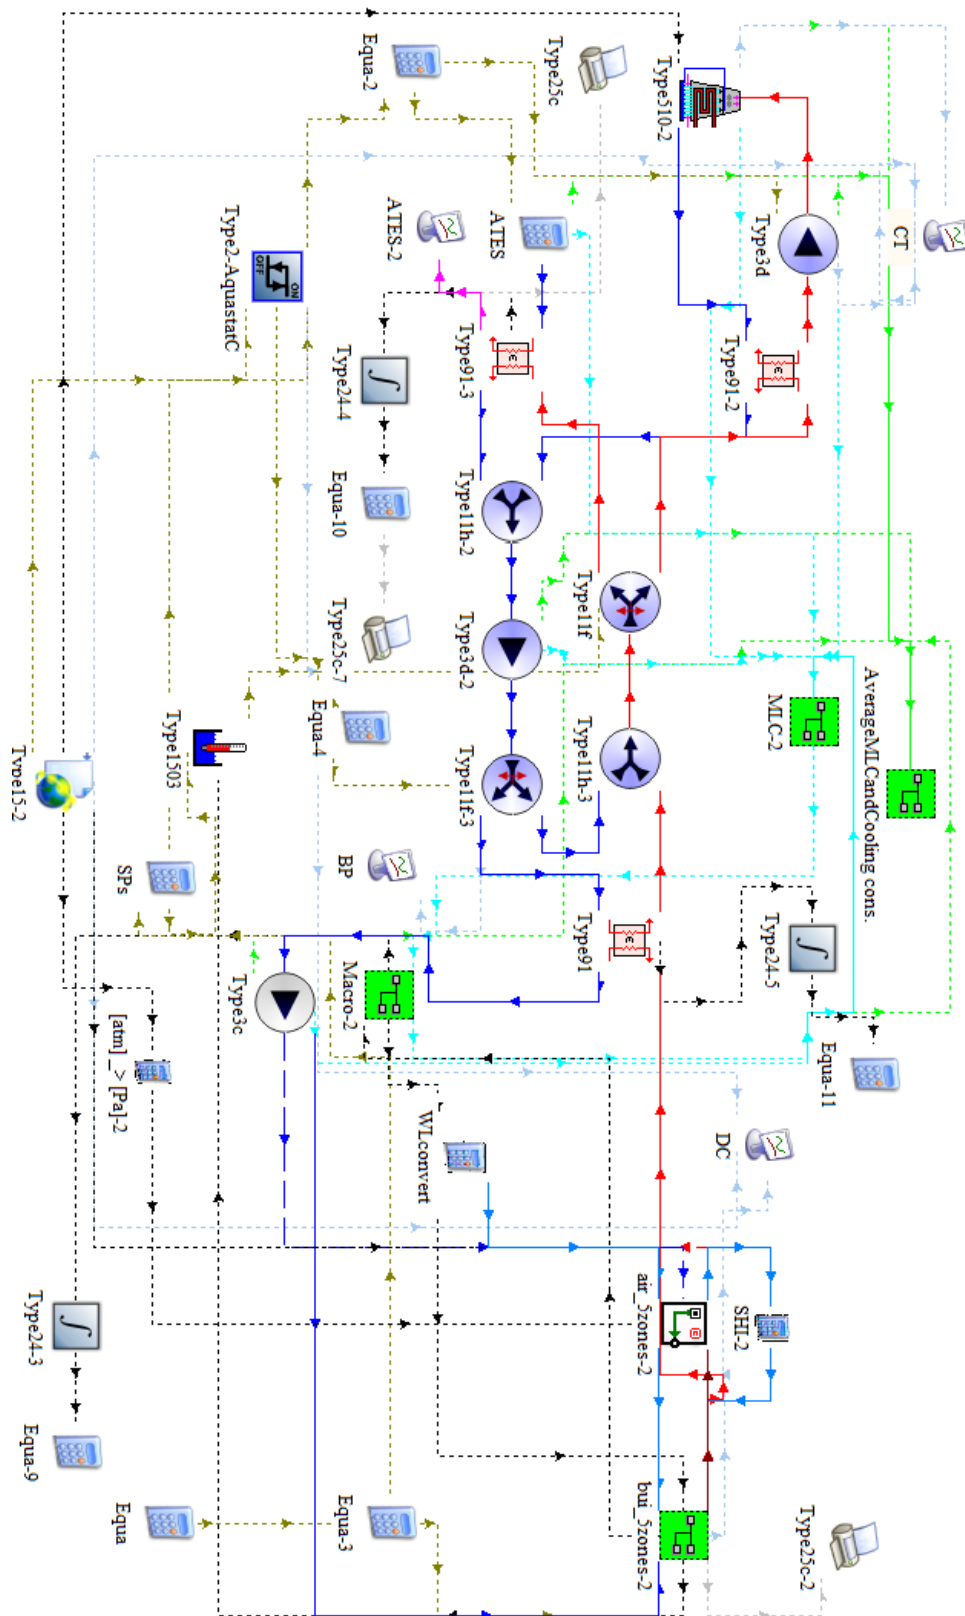 Equa-2
Type25c
Type510-2
CT
Type3d
ATES
ATES-2
Type2-AquastatC
OFF
ON
Type91-2
Type91-3
Type24-4
Equa-10
Type11h-2
Type11f
Type25c-7
Type3d-2
Equa-4
MLC-2
AverageMLCandCooling cons.
Type11h-3
Type11f-3
Type1503
Type15-2
SPs
BP
Type91
Type24-5
Equa-11
Macro-2
Type3c
[atm]_> [Pa]-2
WLconvert
DC
SHI-2
air_5zones-2
Type24-3
Equa-9
Equa
Equa-3
bui_5zones-2
Type25c-2